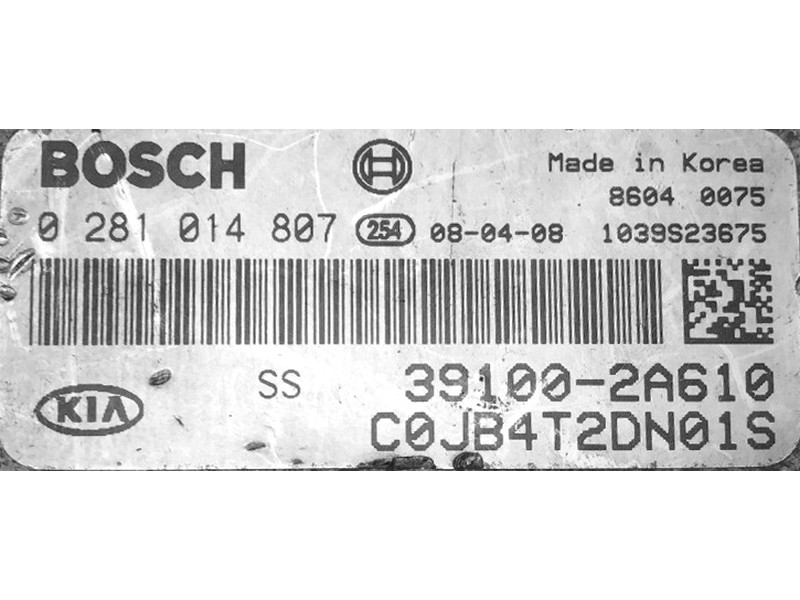 BOSCH
Made in Korea
8604 0075
0 281 014 807 254 08-04-08 1039S23675
SS 39100-2A610
KIA C0JB4T2DN01S